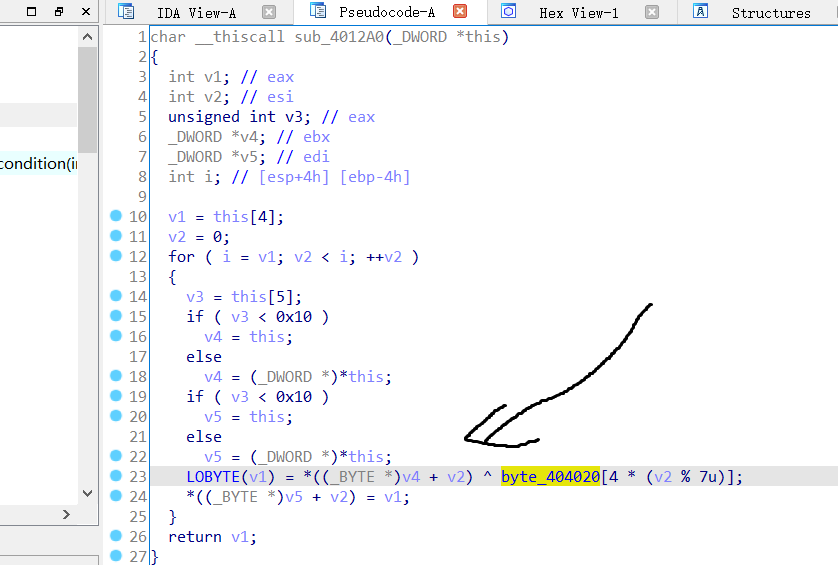 IDA View-A Pseudocode-A Hex View-1 Structures
1 char __thiscall sub_4012A0(_DWORD *this)
2 {
3 int v1; // eax
4 int v2; // esi
5 unsigned int v3; // eax
6 _DWORD *v4; // ebx
7 _DWORD *v5; // edi
8 int i; // [esp+4h] [ebp-4h]
9
10 v1 = this[4];
11 v2 = 0;
12 for ( i = v1; v2 < i; ++v2 )
13 {
14 v3 = this[5];
15 if ( v3 < 0x10 )
16 v4 = this;
17 else
18 v4 = (_DWORD *)*this;
19 if ( v3 < 0x10 )
20 v5 = this;
21 else
22 v5 = (_DWORD *)*this;
23 LOBYTE(v1) = *((_BYTE *)v4 + v2) ^ byte_404020[4 * (v2 % 7u)];
24 *((_BYTE *)v5 + v2) = v1;
25 }
26 return v1;
27 }